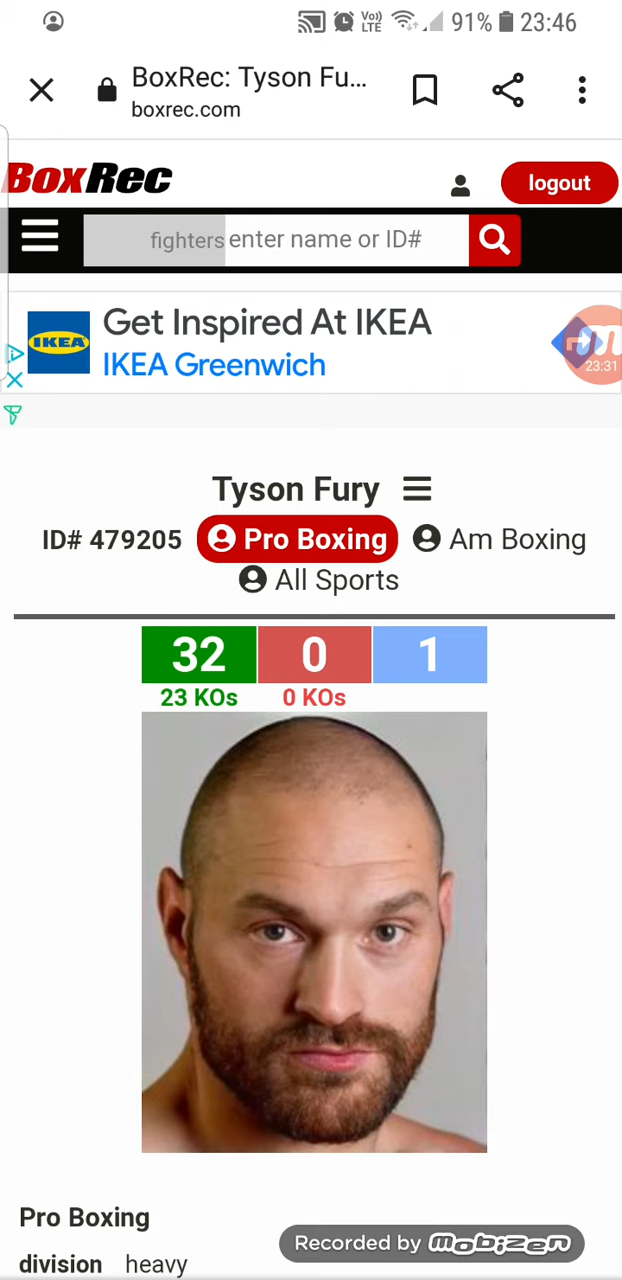 Vo))
LTE
91%
23:46
BoxRec: Tyson Fu...
boxrec.com
BoxRec
logout
fighters enter name or ID#
IKEA
Get Inspired At IKEA
IKEA Greenwich
23:31
Tyson Fury
ID# 479205 Pro Boxing Am Boxing
All Sports
32 0 1
23 KOs 0 KOs
Pro Boxing
Recorded by mobizen
division heavy